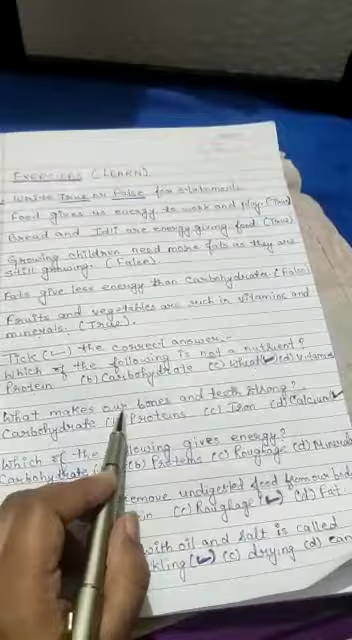 EXERCISES (LEARN)
Write True or False for statement.
Food gives us energy to work and play. (True)
Bread and Idli are energy giving food (True)
Growing children need more fats as they are
still growing. (False)
Fats give less energy than carbohydrates (False)
Fruits and vegetables are rich in vitamins and
minerals. (True)
Tick (✓) the correct answer.
Which of the following is not a nutrient?
Protein (b) Carbohydrate (c) Wheat ✓ (d) Vitamins
What makes our bones and teeth strong?
Carbohydrate Proteins (c) Iron (d) Calcium ✓
Which of the following gives energy?
Carbohydrate (b) Proteins (c) Roughage (d) Minerals
remove undigested food from our body
(c) Roughage (✓) (d) Fat
with oil and salt is called
kling (✓) (c) drying (d) can